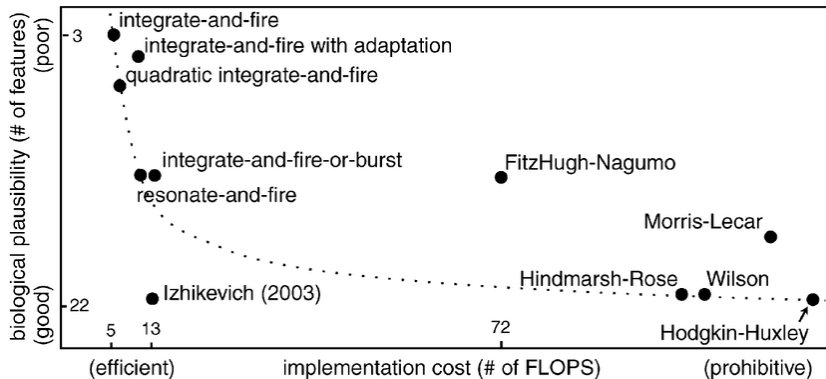 biological plausibility (# of features)
(poor)
(good)
3
22
integrate-and-fire
integrate-and-fire with adaptation
quadratic integrate-and-fire
integrate-and-fire-or-burst
resonate-and-fire
FitzHugh-Nagumo
Morris-Lecar
Hindmarsh-Rose
Wilson
Izhikevich (2003)
Hodgkin-Huxley
5
13
72
(efficient)
implementation cost (# of FLOPS)
(prohibitive)